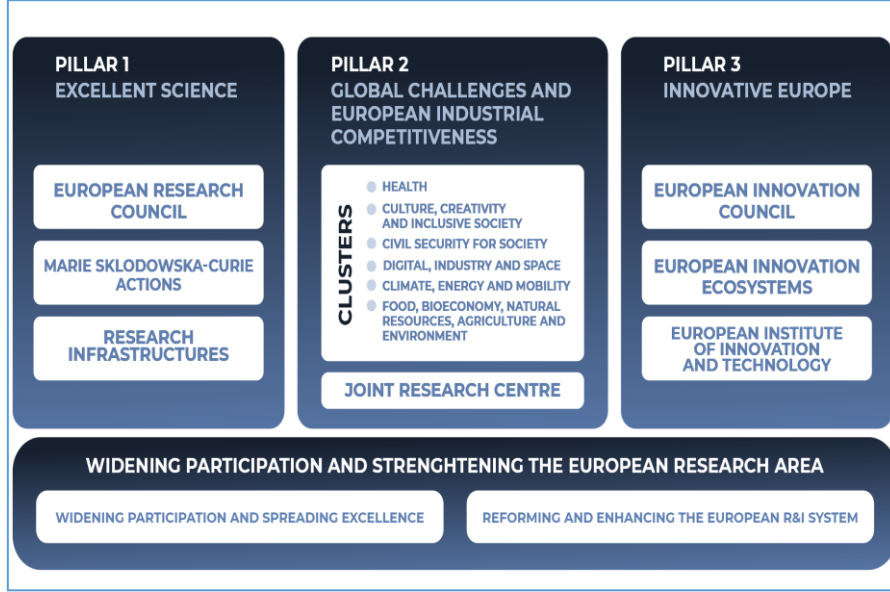 PILLAR 1
EXCELLENT SCIENCE
EUROPEAN RESEARCH
COUNCIL
MARIE SKLODOWSKA-CURIE
ACTIONS
RESEARCH
INFRASTRUCTURES
PILLAR 2
GLOBAL CHALLENGES AND
EUROPEAN INDUSTRIAL
COMPETITIVENESS
CLUSTERS
HEALTH
CULTURE, CREATIVITY
AND INCLUSIVE SOCIETY
CIVIL SECURITY FOR SOCIETY
DIGITAL, INDUSTRY AND SPACE
CLIMATE, ENERGY AND MOBILITY
FOOD, BIOECONOMY, NATURAL
RESOURCES, AGRICULTURE AND
ENVIRONMENT
JOINT RESEARCH CENTRE
PILLAR 3
INNOVATIVE EUROPE
EUROPEAN INNOVATION
COUNCIL
EUROPEAN INNOVATION
ECOSYSTEMS
EUROPEAN INSTITUTE
OF INNOVATION
AND TECHNOLOGY
WIDENING PARTICIPATION AND STRENGHTENING THE EUROPEAN RESEARCH AREA
WIDENING PARTICIPATION AND SPREADING EXCELLENCE
REFORMING AND ENHANCING THE EUROPEAN R&I SYSTEM